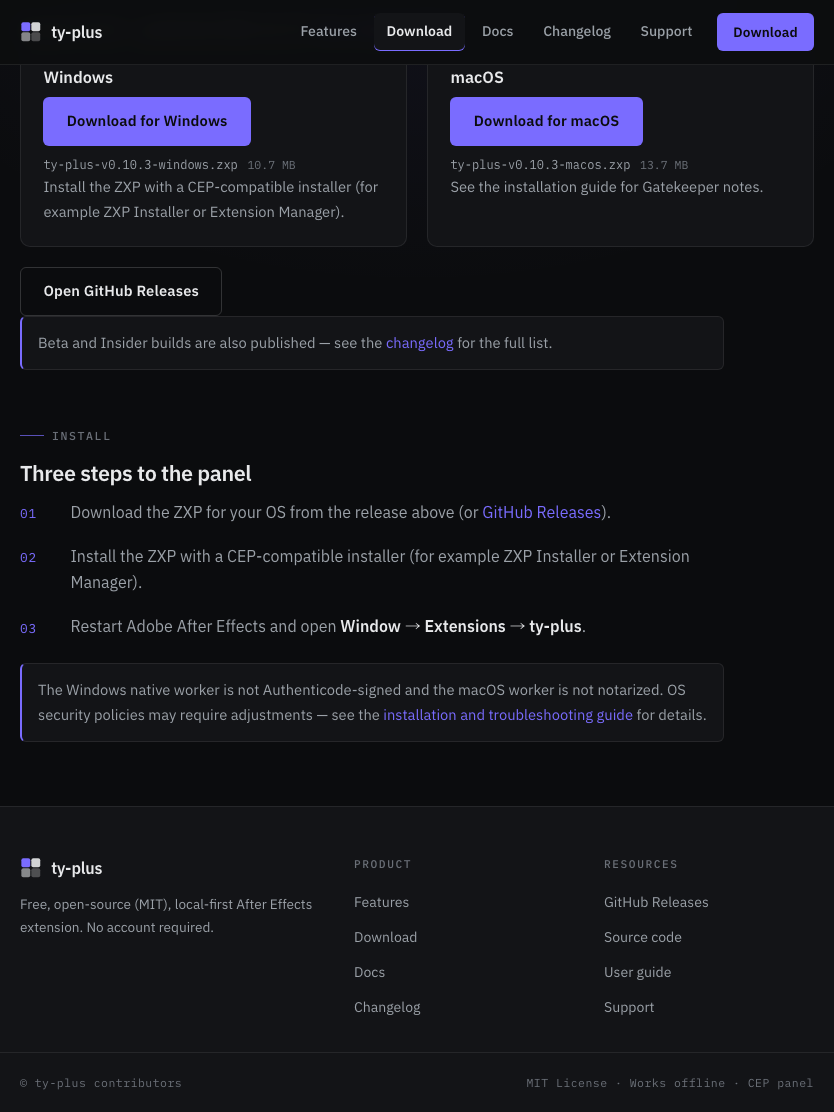 ty-plus
Features
Download
Docs
Changelog
Support
Download
Windows
Download for Windows
ty-plus-v0.10.3-windows.zxp 10.7 MB
Install the ZXP with a CEP-compatible installer (for
example ZXP Installer or Extension Manager).
macOS
Download for macOS
ty-plus-v0.10.3-macos.zxp 13.7 MB
See the installation guide for Gatekeeper notes.
Open GitHub Releases
Beta and Insider builds are also published — see the changelog for the full list.
INSTALL
Three steps to the panel
01 Download the ZXP for your OS from the release above (or GitHub Releases).
02 Install the ZXP with a CEP-compatible installer (for example ZXP Installer or Extension
Manager).
03 Restart Adobe After Effects and open Window → Extensions → ty-plus.
The Windows native worker is not Authenticode-signed and the macOS worker is not notarized. OS
security policies may require adjustments — see the installation and troubleshooting guide for details.
ty-plus
Free, open-source (MIT), local-first After Effects
extension. No account required.
PRODUCT
Features
Download
Docs
Changelog
RESOURCES
GitHub Releases
Source code
User guide
Support
© ty-plus contributors
MIT License · Works offline · CEP panel